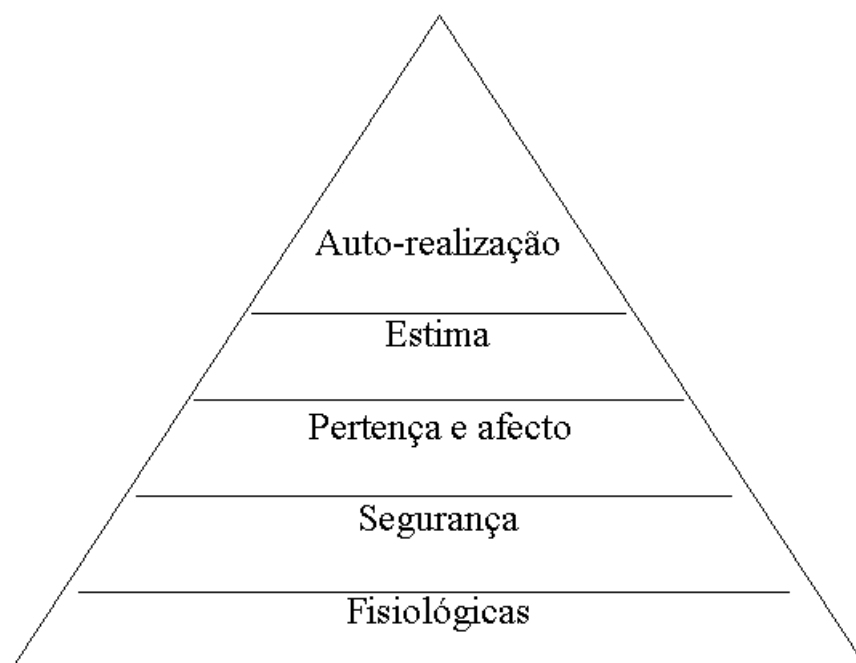 Auto-realização
Estima
Pertença e afecto
Segurança
Fisiológicas